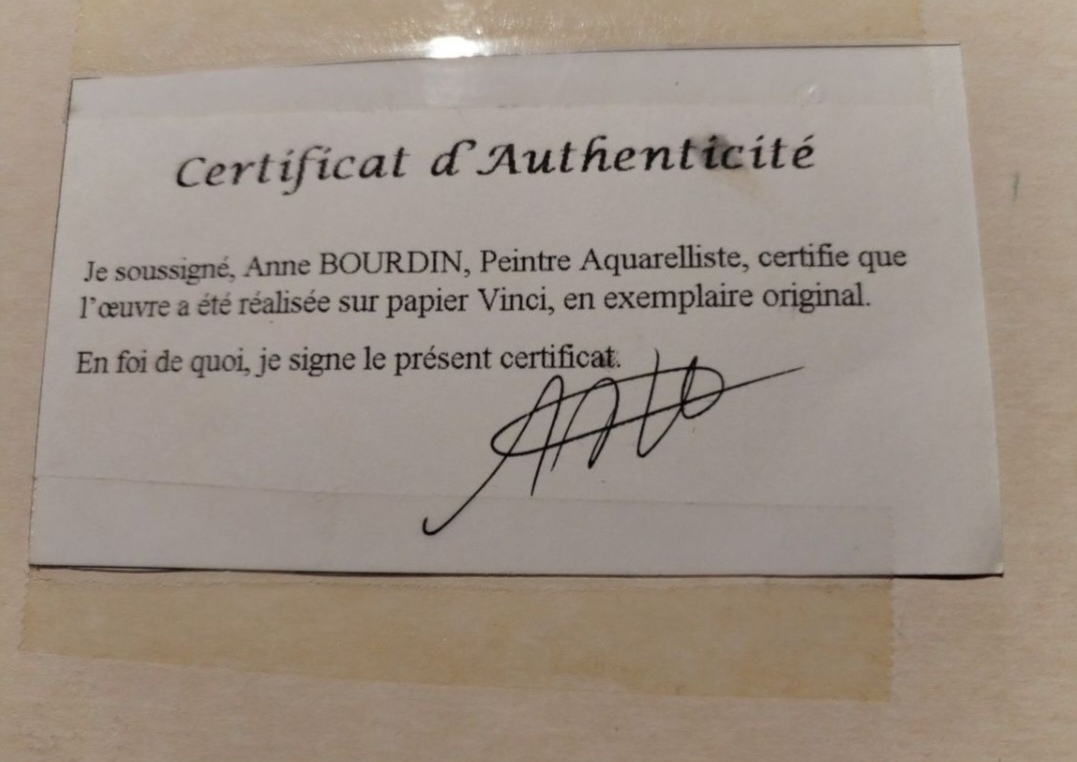 Certificat d'Authenticité
Je soussigné, Anne BOURDIN, Peintre Aquarelliste, certifie que
l'œuvre a été réalisée sur papier Vinci, en exemplaire original.
En foi de quoi, je signe le présent certificat.